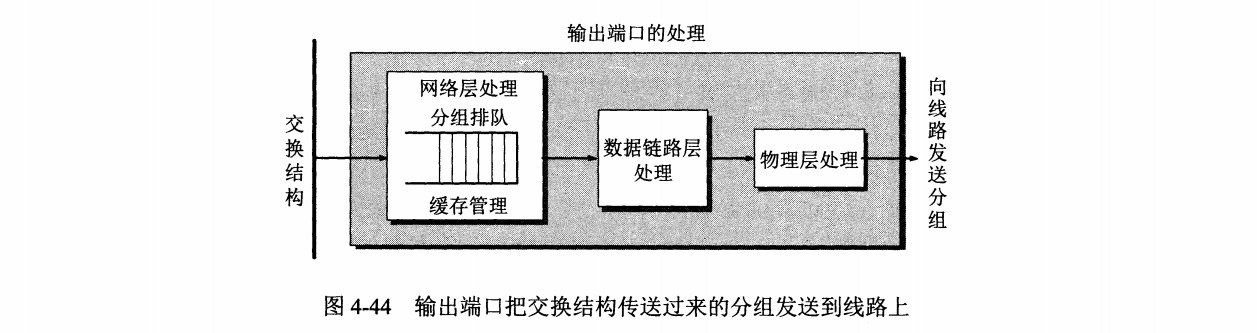 输出端口的处理
交换结构
网络层处理
分组排队
缓存管理
数据链路层
处理
物理层处理
向线路发送分组
图 4-44 输出端口把交换结构传送过来的分组发送到线路上